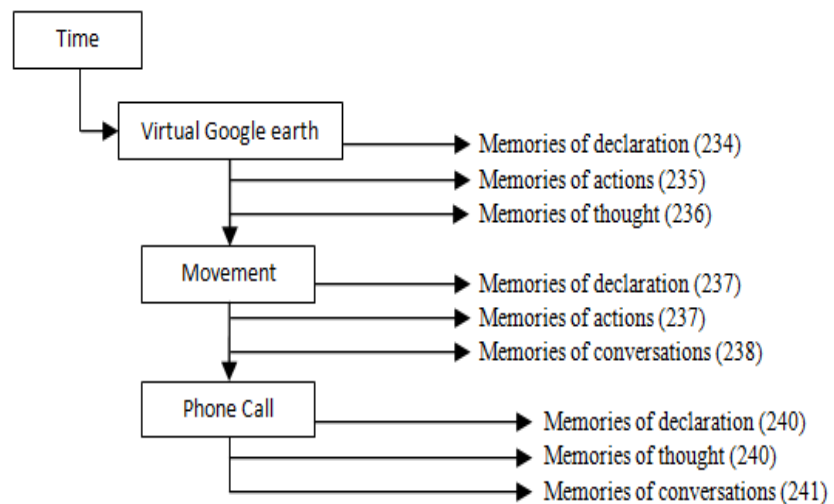 Time
Virtual Google earth
Memories of declaration (234)
Memories of actions (235)
Memories of thought (236)
Movement
Memories of declaration (237)
Memories of actions (237)
Memories of conversations (238)
Phone Call
Memories of declaration (240)
Memories of thought (240)
Memories of conversations (241)